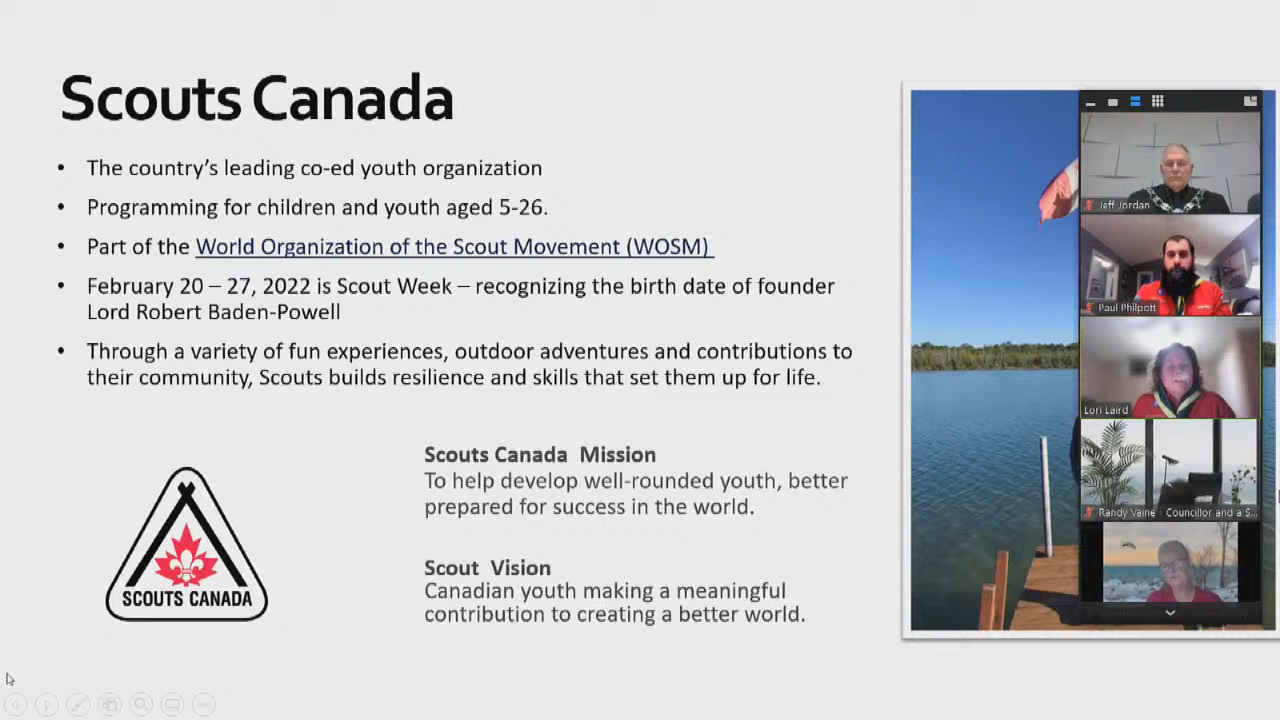 Scouts Canada
• The country's leading co-ed youth organization
• Programming for children and youth aged 5-26.
• Part of the World Organization of the Scout Movement (WOSM)
• February 20 – 27, 2022 is Scout Week – recognizing the birth date of founder
Lord Robert Baden-Powell
• Through a variety of fun experiences, outdoor adventures and contributions to
their community, Scouts builds resilience and skills that set them up for life.
Scouts Canada Mission
To help develop well-rounded youth, better
prepared for success in the world.
Scout Vision
Canadian youth making a meaningful
contribution to creating a better world.
SCOUTS CANADA
Jeff Jordan
Paul Philpott
Lori Laird
Randy Vaine - Councillor and a S...